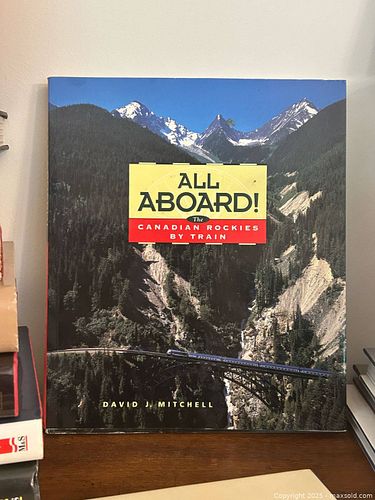 ALL
ABOARD!
The
CANADIAN ROCKIES
BY TRAIN
DAVID J. MITCHELL
M&S
Copyright 2025 - maxsold.com